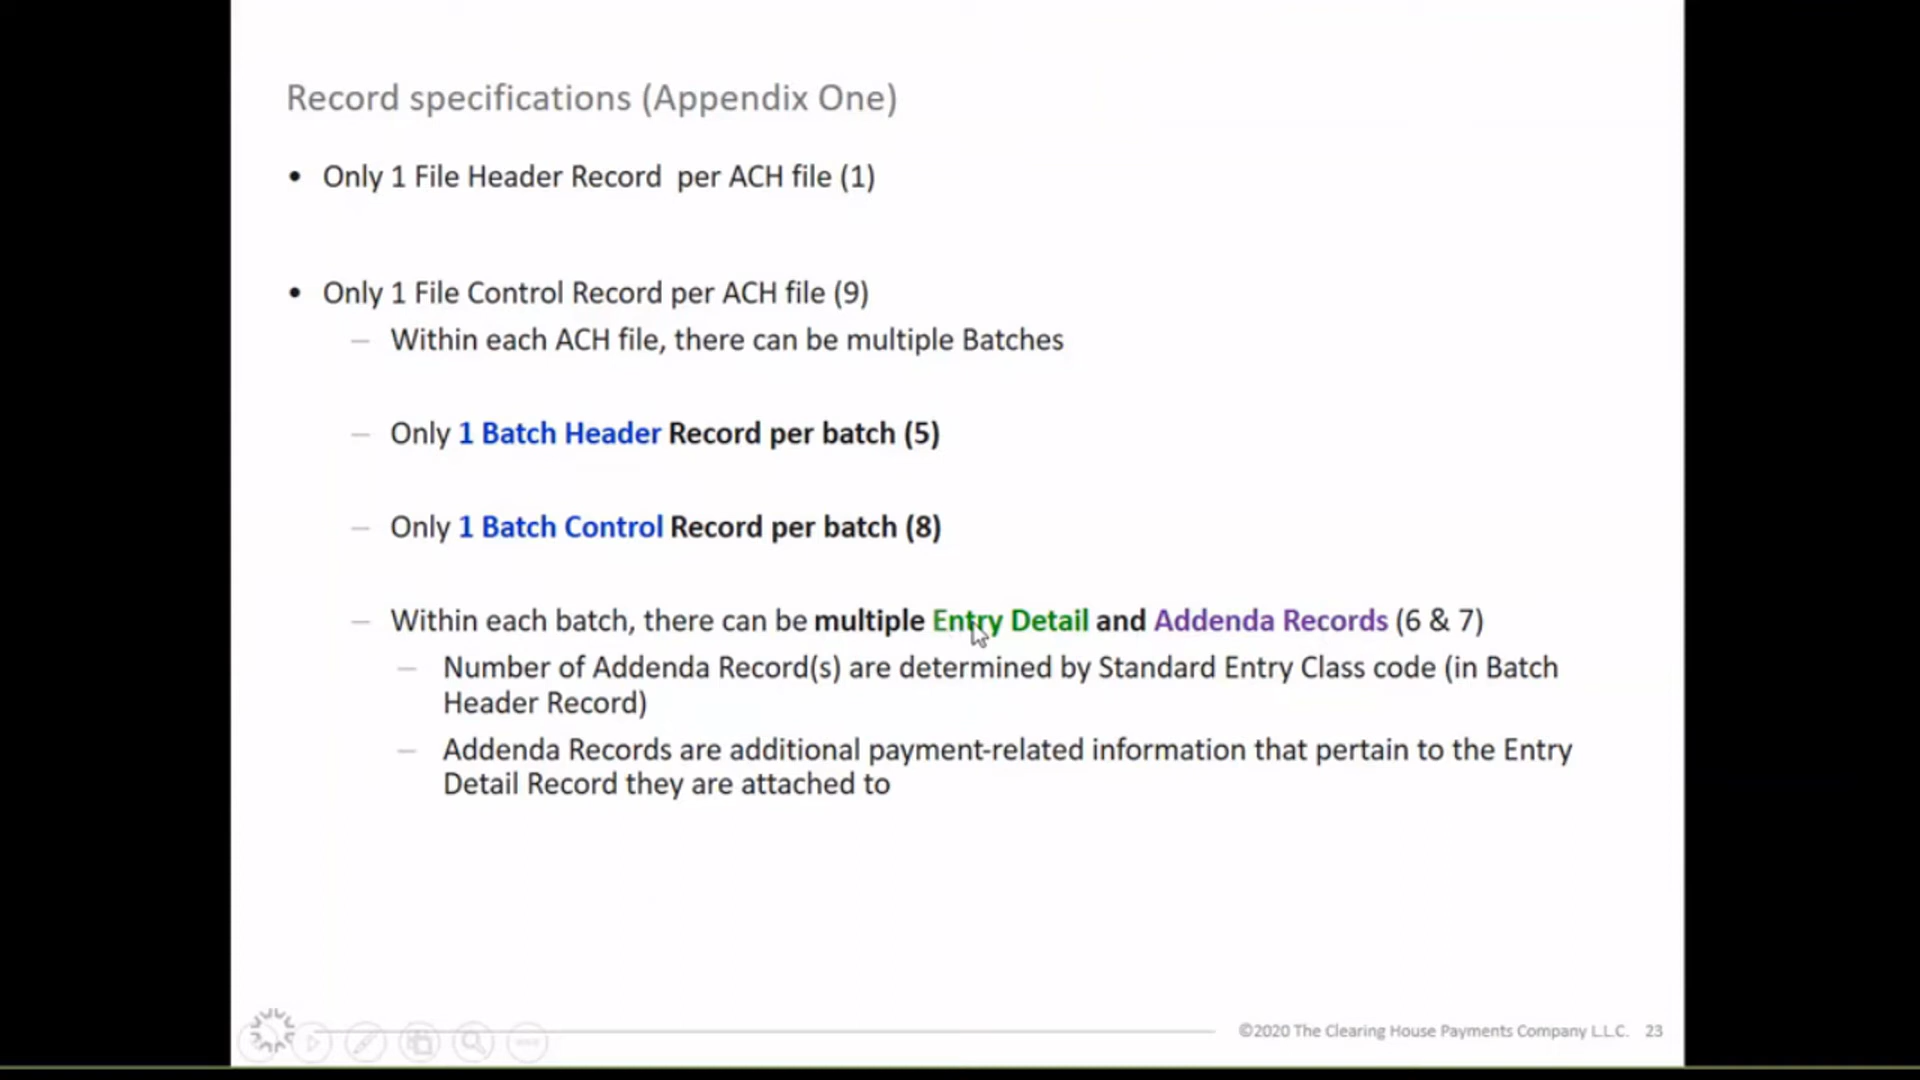 Record specifications (Appendix One)
• Only 1 File Header Record per ACH file (1)
• Only 1 File Control Record per ACH file (9)
– Within each ACH file, there can be multiple Batches
– Only 1 Batch Header Record per batch (5)
– Only 1 Batch Control Record per batch (8)
– Within each batch, there can be multiple Entry Detail and Addenda Records (6 & 7)
– Number of Addenda Record(s) are determined by Standard Entry Class code (in Batch
Header Record)
– Addenda Records are additional payment-related information that pertain to the Entry
Detail Record they are attached to
©2020 The Clearing House Payments Company L.L.C. 23